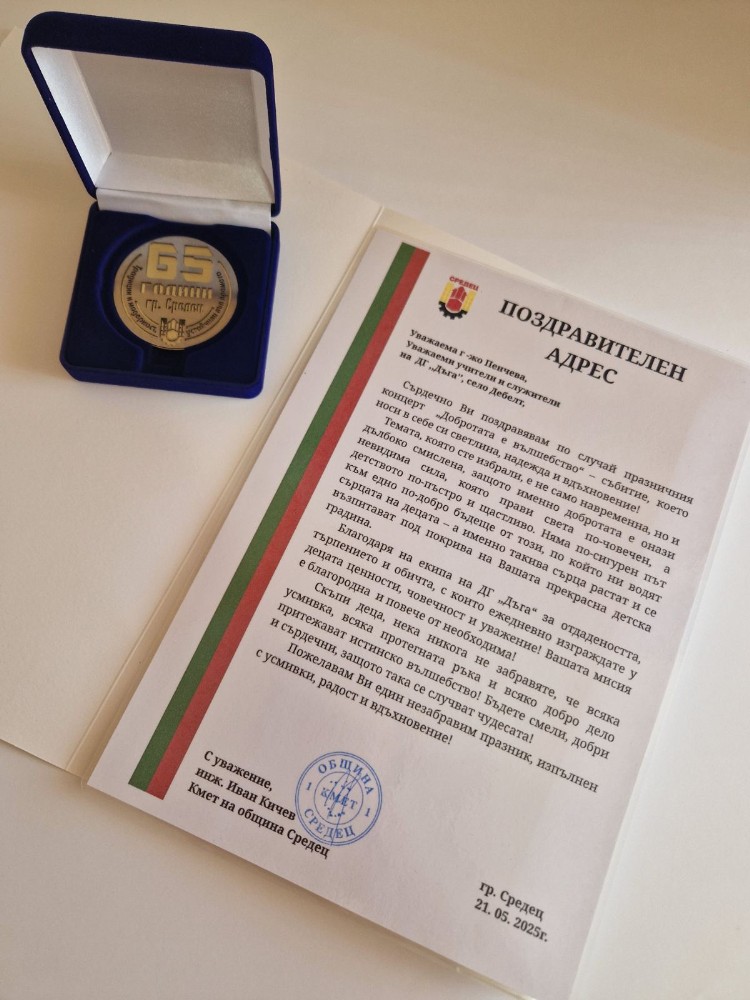 65
ГОДИНИ
гр. Средец
СРЕДЕЦ
ПОЗДРАВИТЕЛЕН
АДРЕС
Уважаема г-жо Пенчева,
Уважаеми учители и служители
на ДГ „Дъга“, село Дебелт,
Сърдечно Ви поздравявам по случай празничния
концерт „Добротата е вълшебство“ – събитие, което
носи в себе си светлина, надежда и вдъхновение!
Темата, която сте избрали, е не само навременна, но и
дълбоко смислена, защото именно добротата е онази
невидима сила, която прави света по-човечен, а
детството по-пъстро и щастливо. Няма по-сигурен път
към едно по-добро бъдеще от този, по който ни водят
сърцата на децата – а именно такива сърца растат и се
възпитават под покрива на Вашата прекрасна детска
градина.
Благодаря на екипа на ДГ „Дъга“ за отдадеността,
търпението и обичта, с които ежедневно изграждате у
децата ценности, човечност и уважение! Вашата мисия
е благородна и повече от необходима!
Скъпи деца, нека никога не забравяте, че всяка
усмивка, всяка протегната ръка и всяко добро дело
притежават истинско вълшебство! Бъдете смели, добри
и сърдечни, защото така се случват чудесата!
Пожелавам Ви един незабравим празник, изпълнен
с усмивки, радост и вдъхновение!
С уважение,
инж. Иван Кичев
Кмет на община Средец
ОБЩИНА
1 КМЕТ 1
СРЕДЕЦ
гр. Средец
21. 05. 2025г.